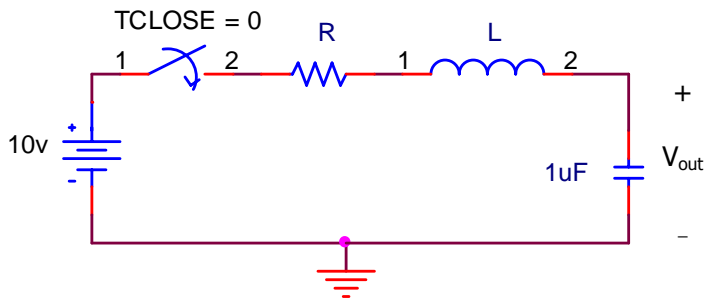 TCLOSE = 0
1 2 R 1 L 2
+
10v
+
-
1uF
Vout
-